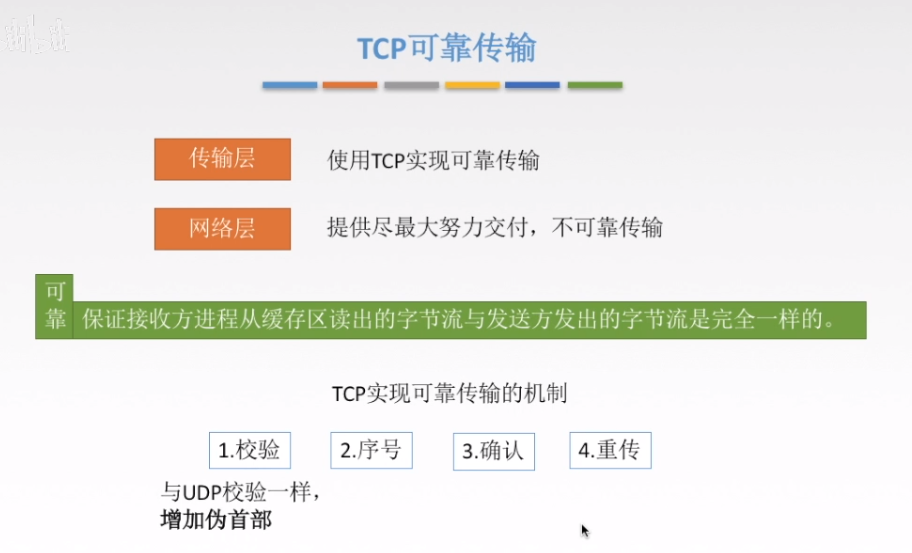 TCP可靠传输
传输层
使用TCP实现可靠传输
网络层
提供尽最大努力交付，不可靠传输
可靠
保证接收方进程从缓存区读出的字节流与发送方发出的字节流是完全一样的。
TCP实现可靠传输的机制
1.校验
2.序号
3.确认
4.重传
与UDP校验一样，
增加伪首部